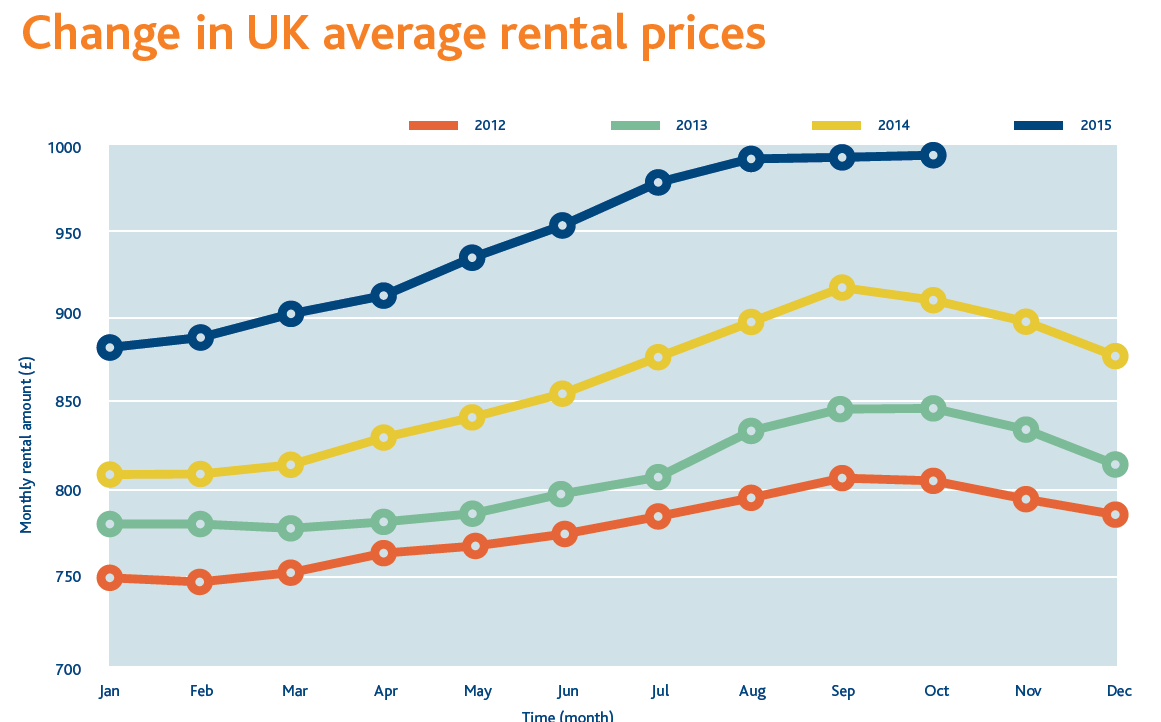 Change in UK average rental prices
2012 2013 2014 2015
1000
950
900
850
800
750
700
Monthly rental amount (£)
Jan Feb Mar Apr May Jun Jul Aug Sep Oct Nov Dec
Time (month)